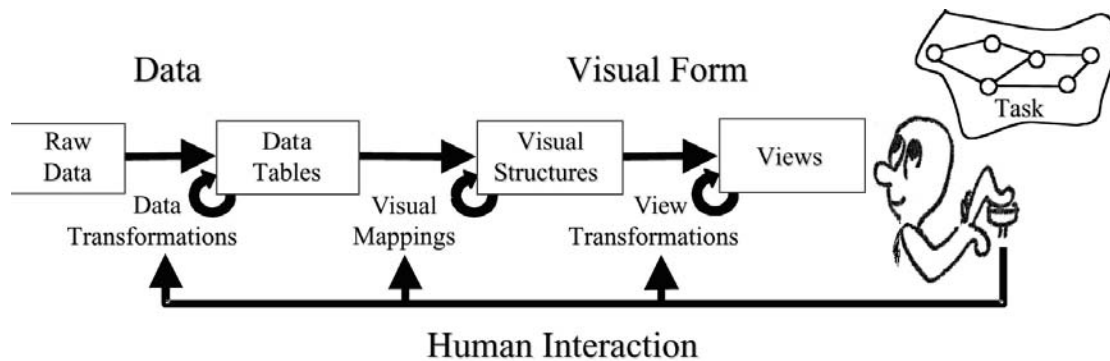 Data
Visual Form
Task
Raw
Data
Data
Tables
Visual
Structures
Views
Data
Transformations
Visual
Mappings
View
Transformations
Human Interaction